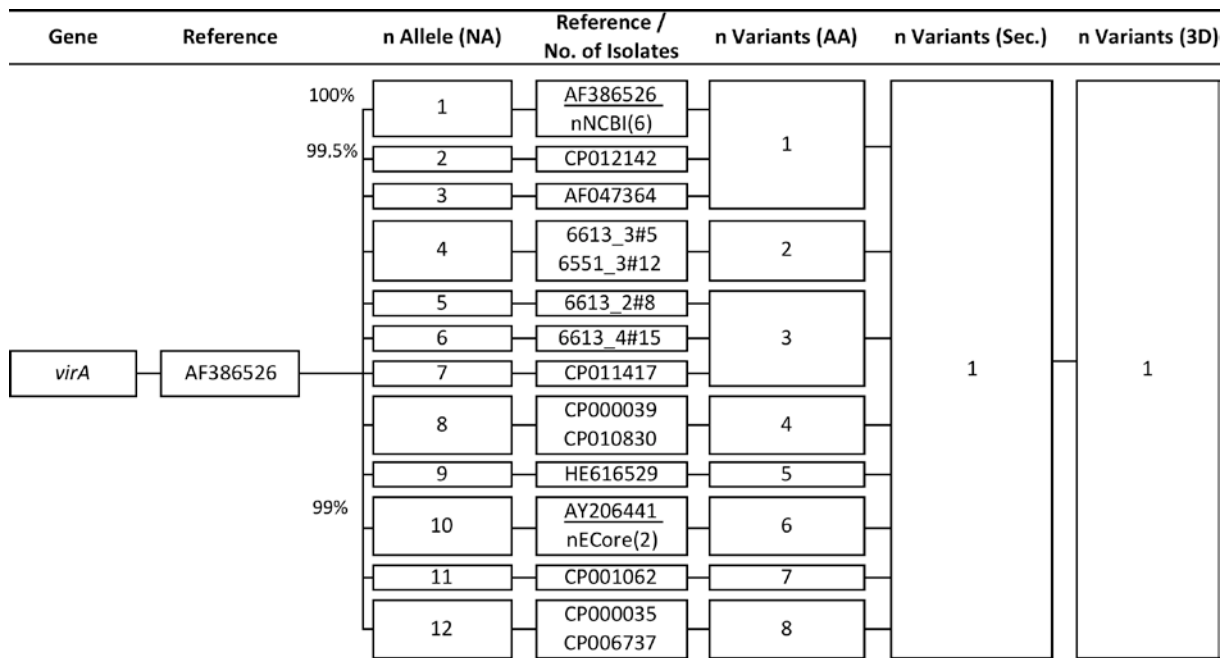 Gene Reference n Allele (NA) Reference / No. of Isolates n Variants (AA) n Variants (Sec.) n Variants (3D)
100%
1
AF386526
nNCBI(6)
1
99.5%
2 CP012142
3 AF047364
4
6613_3#5
6551_3#12
2
5 6613_2#8
6 6613_4#15
3
virA AF386526
7 CP011417
1
1
8
CP000039
CP010830
4
9 HE616529 5
99%
10
AY206441
nECore(2)
6
11 CP001062 7
12
CP000035
CP006737
8